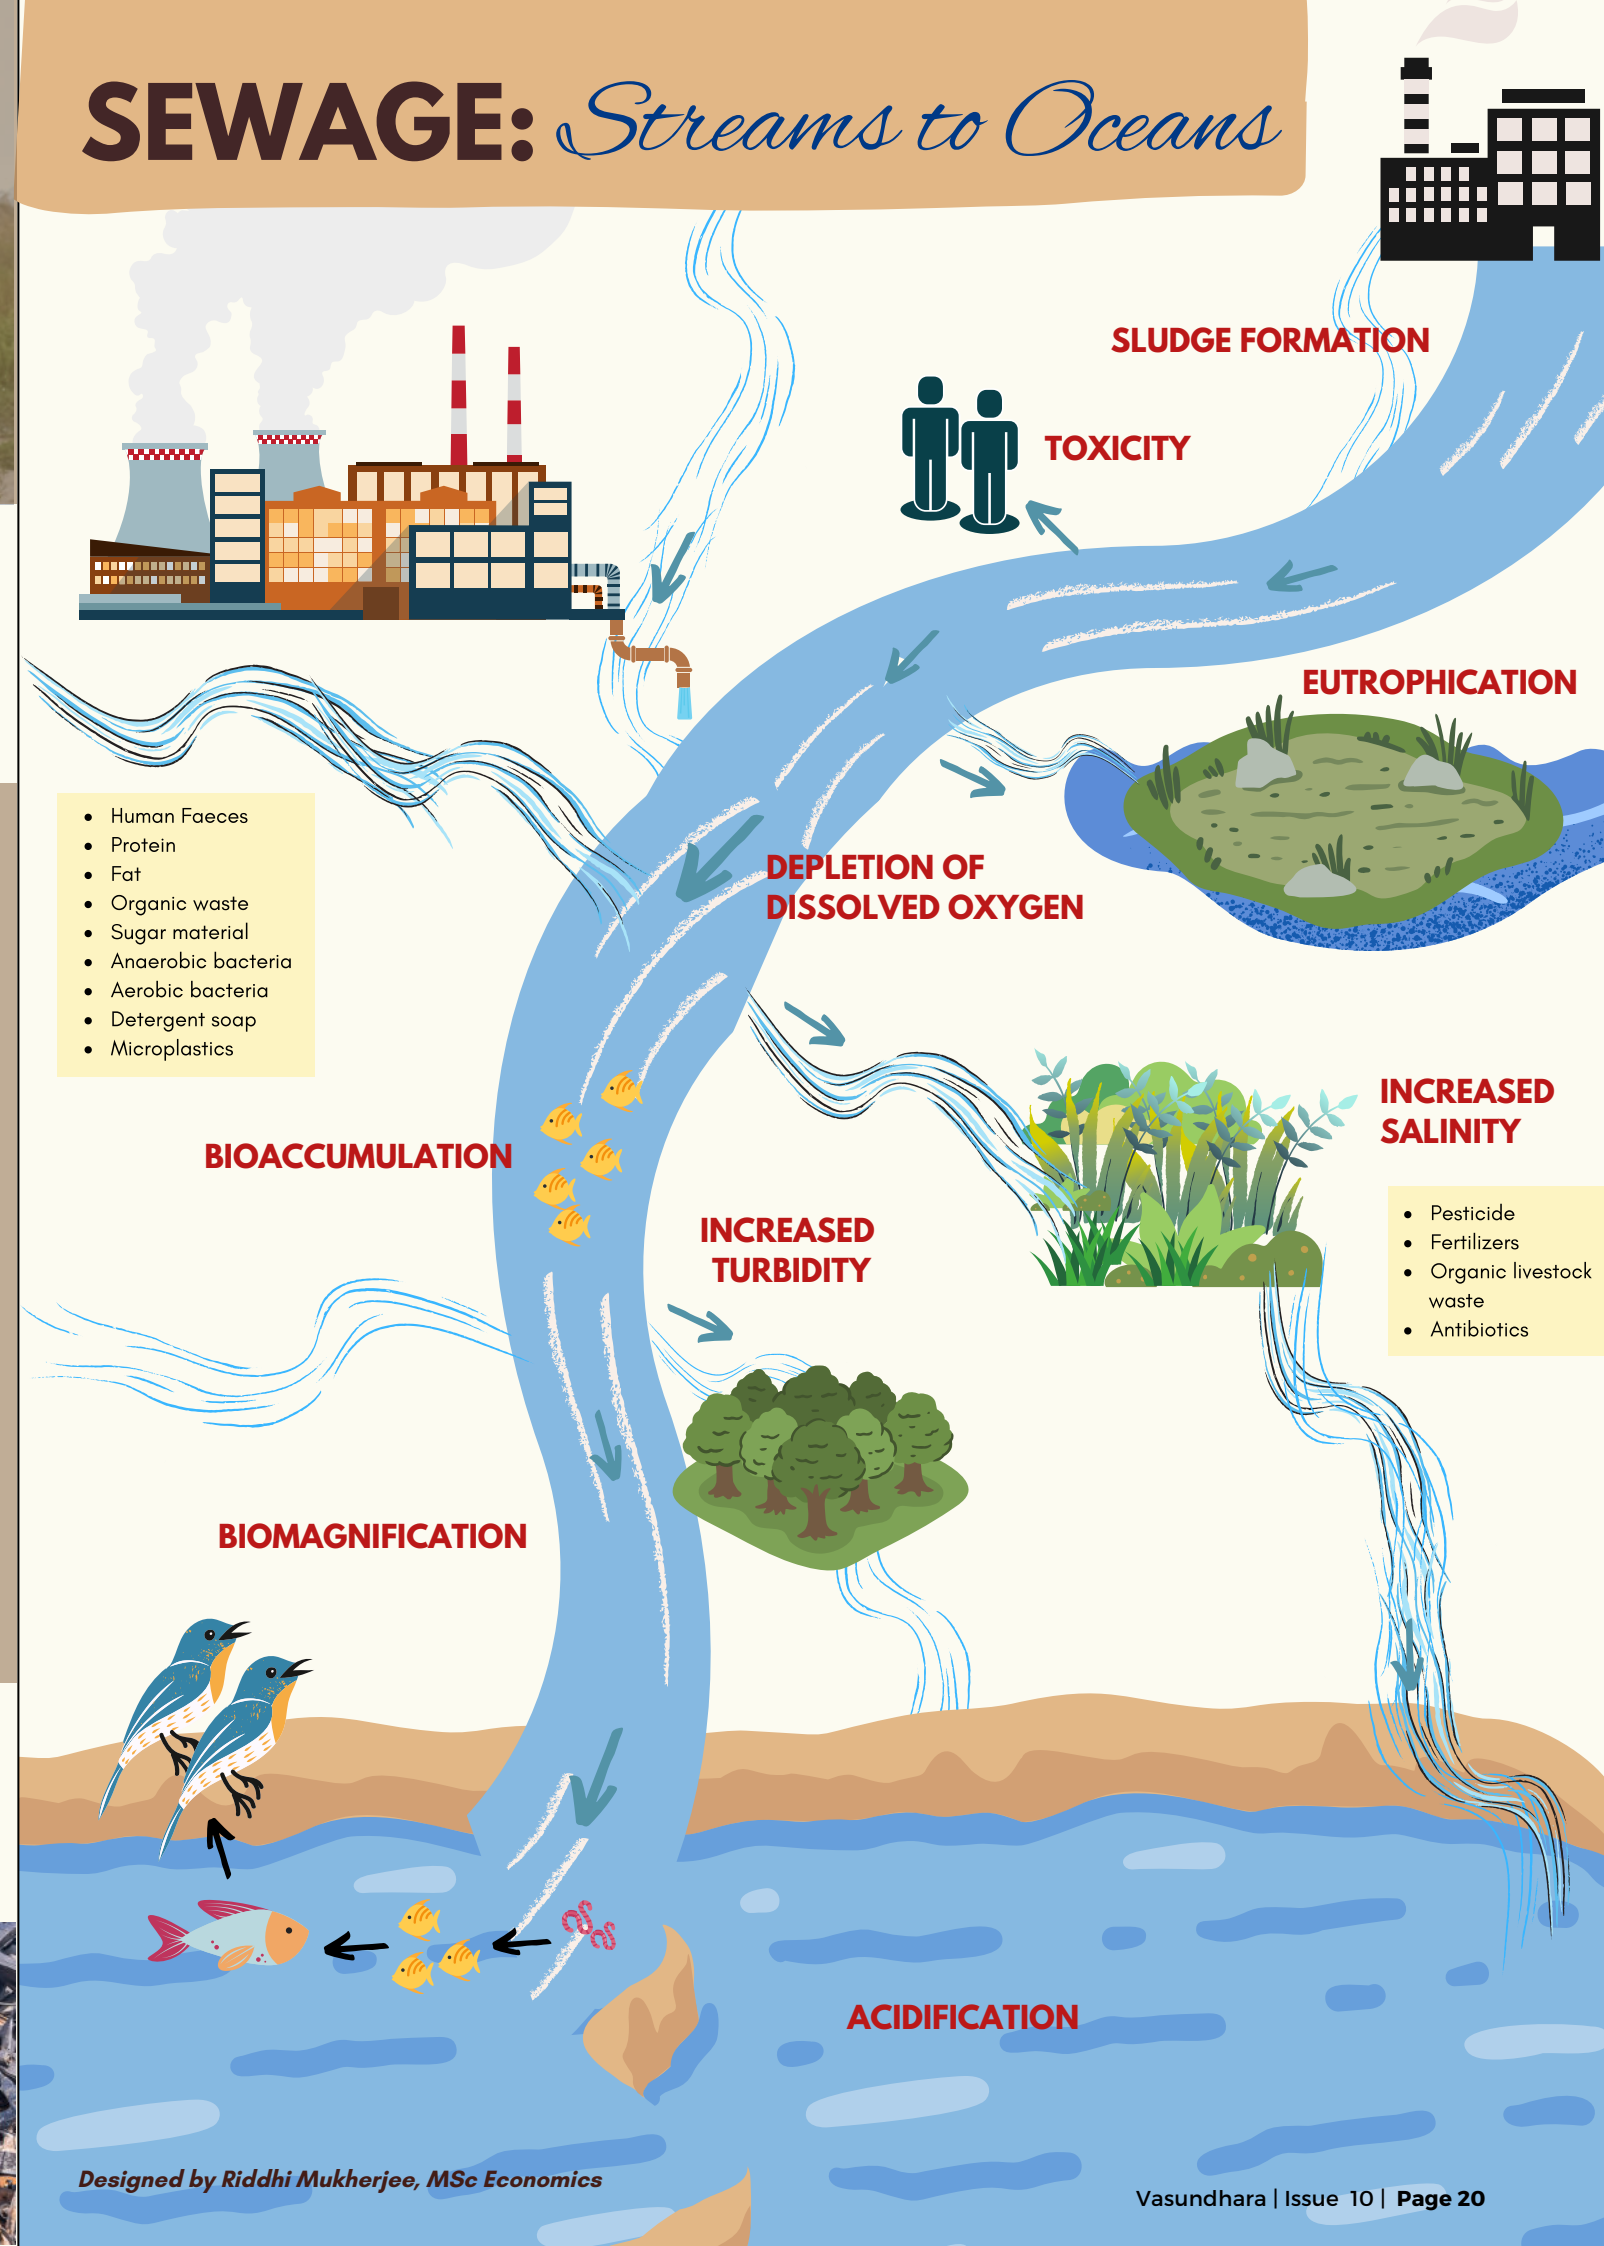 SEWAGE: Streams to Oceans
SLUDGE FORMATION
TOXICITY
EUTROPHICATION
• Human Faeces
• Protein
• Fat
• Organic waste
• Sugar material
• Anaerobic bacteria
• Aerobic bacteria
• Detergent soap
• Microplastics
DEPLETION OF
DISSOLVED OXYGEN
BIOACCUMULATION
INCREASED
SALINITY
• Pesticide
• Fertilizers
• Organic livestock
waste
• Antibiotics
INCREASED
TURBIDITY
BIOMAGNIFICATION
ACIDIFICATION
Designed by Riddhi Mukherjee, MSc Economics
Vasundhara | Issue 10 | Page 20